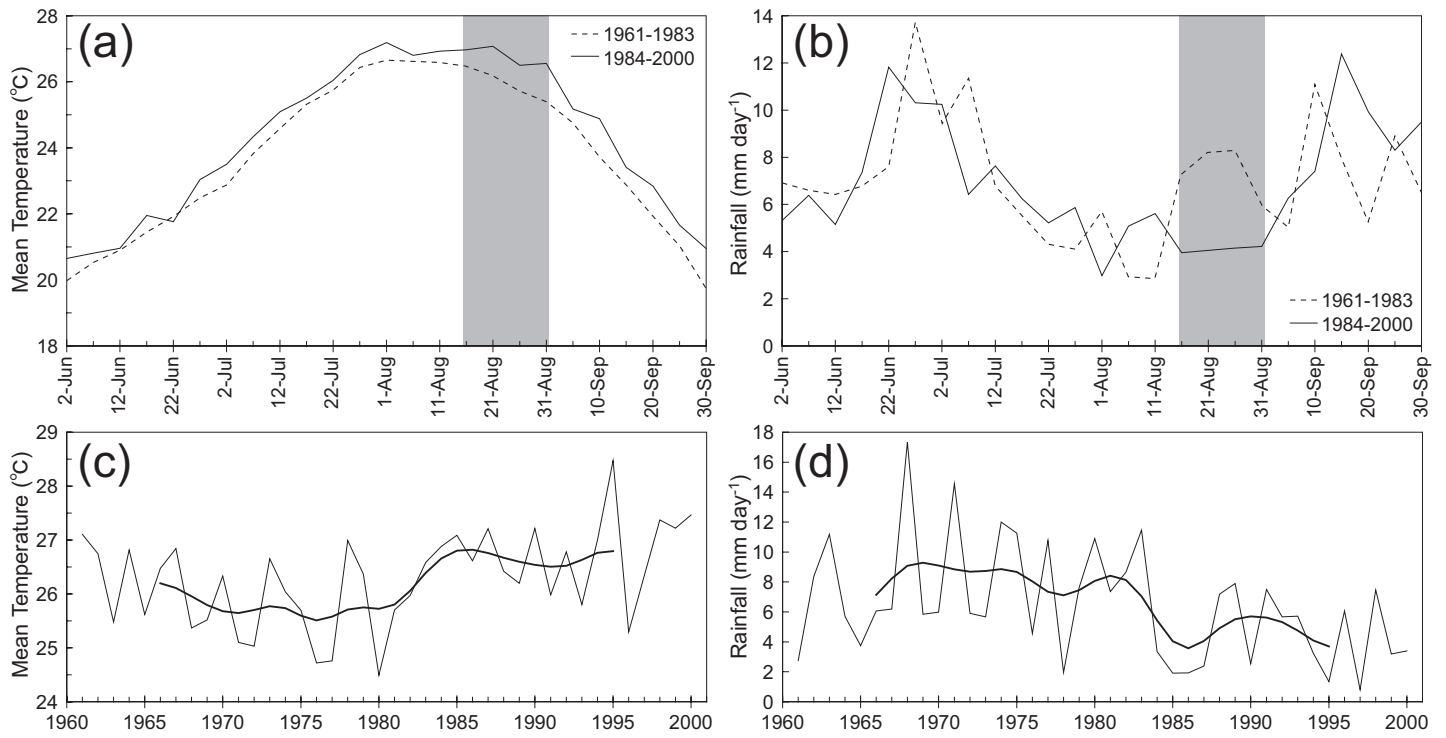 (a)
Mean Temperature (°C)
28
26
24
22
20
18
1961-1983
1984-2000
2-Jun
12-Jun
22-Jun
2-Jul
12-Jul
22-Jul
1-Aug
11-Aug
21-Aug
31-Aug
10-Sep
20-Sep
30-Sep
(b)
Rainfall (mm day-1)
14
12
10
8
6
4
2
0
1961-1983
1984-2000
2-Jun
12-Jun
22-Jun
2-Jul
12-Jul
22-Jul
1-Aug
11-Aug
21-Aug
31-Aug
10-Sep
20-Sep
30-Sep
(c)
Mean Temperature (°C)
29
28
27
26
25
24
1960
1965
1970
1975
1980
1985
1990
1995
2000
(d)
Rainfall (mm day-1)
18
16
14
12
10
8
6
4
2
0
1960
1965
1970
1975
1980
1985
1990
1995
2000